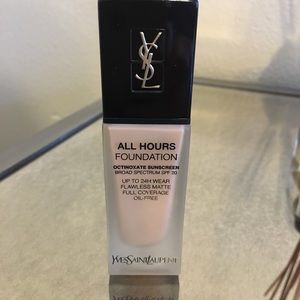 YSL
ALL HOURS
FOUNDATION
OCTINOXATE SUNSCREEN
BROAD SPECTRUM SPF 20
UP TO 24H WEAR
FLAWLESS MATTE
FULL COVERAGE
OIL-FREE
YVESSAINTLAURENT